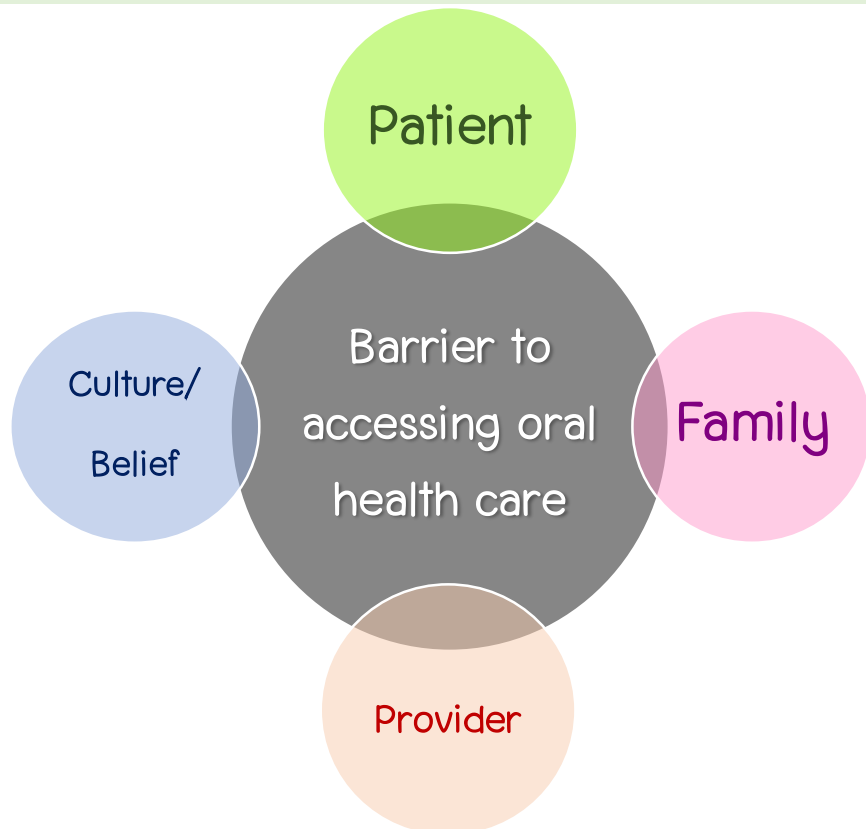 Patient
Barrier to
accessing oral
health care
Culture/
Belief
Family
Provider